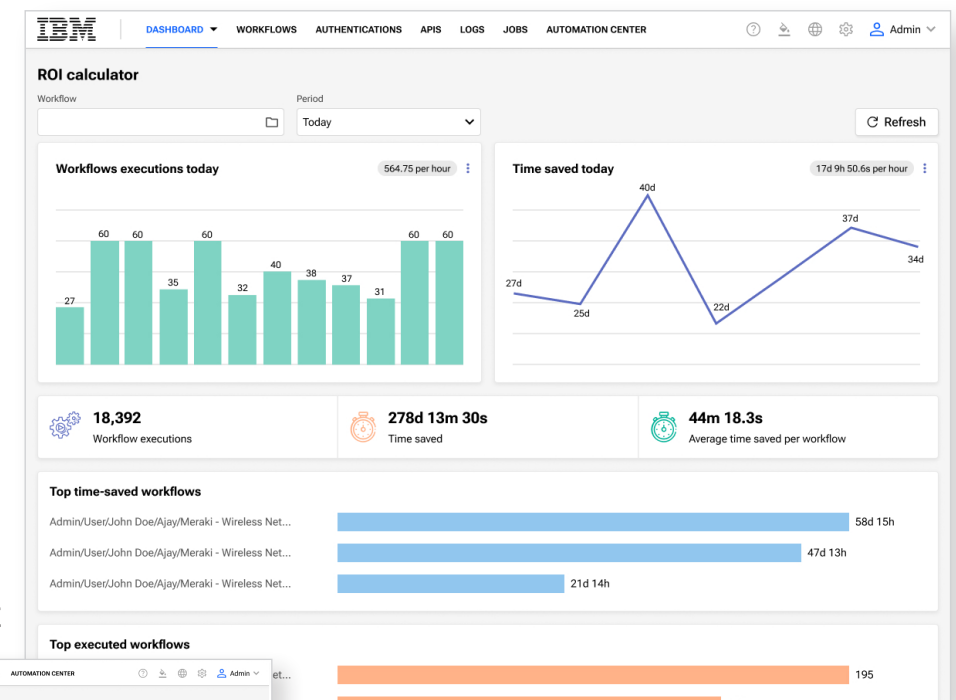 IBM
DASHBOARD WORKFLOWS AUTHENTICATIONS APIS LOGS JOBS AUTOMATION CENTER ? Admin
ROI calculator
Workflow Period
Today Refresh
Workflows executions today 564.75 per hour
60 60 60 60 60
40
38
37
35
32
31
27
Time saved today 17d 9h 50.6s per hour
40d
37d
34d
27d
22d
25d
18,392
Workflow executions
278d 13m 30s
Time saved
44m 18.3s
Average time saved per workflow
Top time-saved workflows
Admin/User/John Doe/Ajay/Meraki - Wireless Net... 58d 15h
Admin/User/John Doe/Ajay/Meraki - Wireless Net... 47d 13h
Admin/User/John Doe/Ajay/Meraki - Wireless Net... 21d 14h
Top executed workflows
et... 195
AUTOMATION CENTER ? Admin